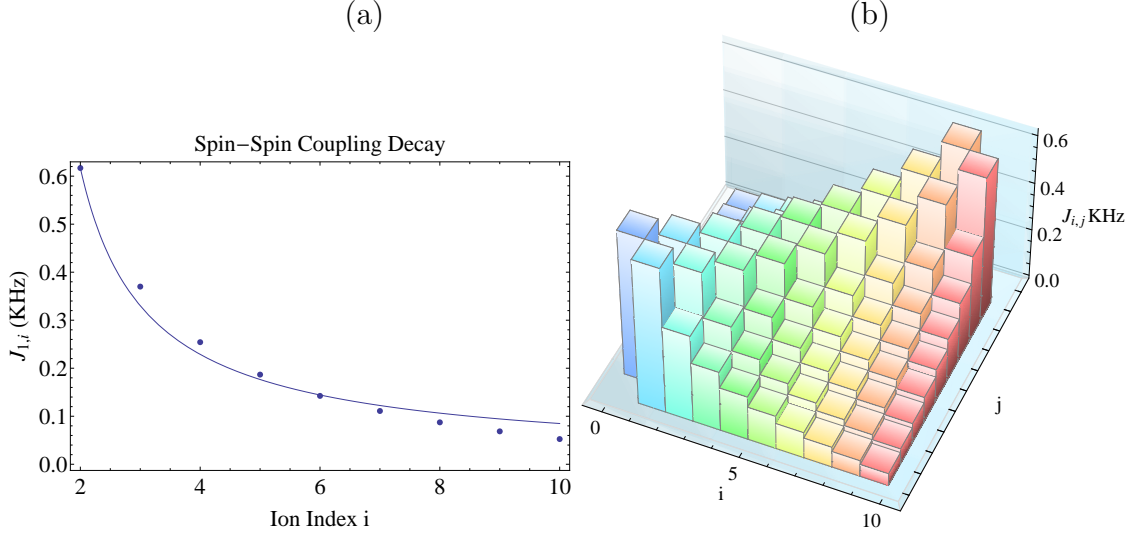 (a)
Spin−Spin Coupling Decay
0.6
0.5
0.4
0.3
0.2
0.1
0.0
J1,i (KHz)
2
4
6
8
10
Ion Index i
(b)
0.6
0.4
0.2
0.0
Ji,j KHz
0
5
10
i
j